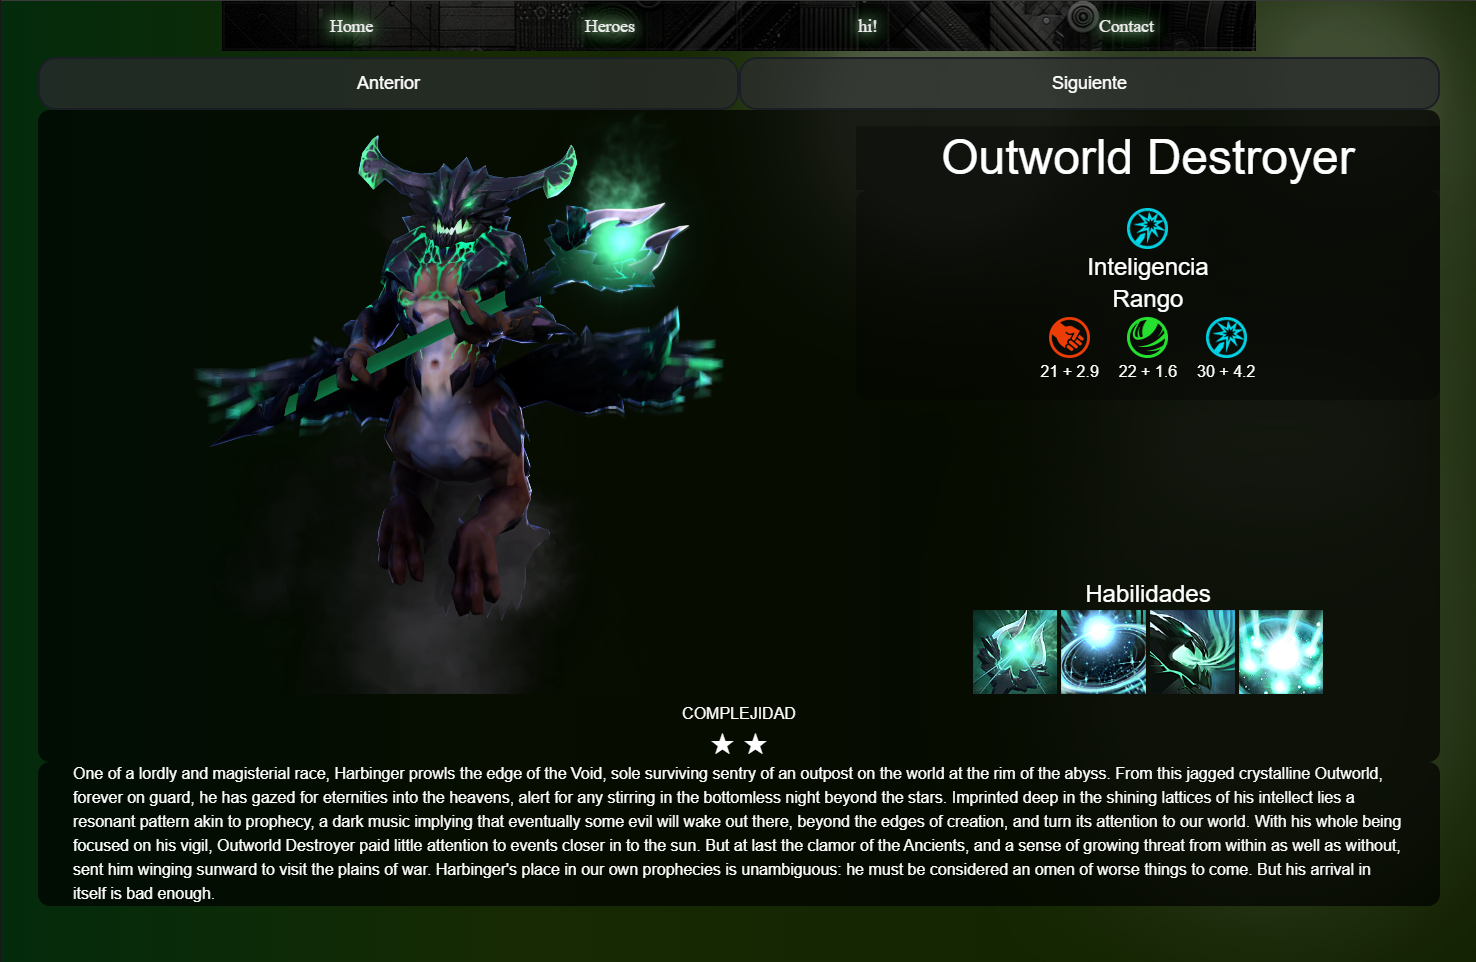 Home Heroes hi! Contact
Anterior Siguiente
Outworld Destroyer
Inteligencia
Rango
21 + 2.9 22 + 1.6 30 + 4.2
Habilidades
COMPLEJIDAD
One of a lordly and magisterial race, Harbinger prowls the edge of the Void, sole surviving sentry of an outpost on the world at the rim of the abyss. From this jagged crystalline Outworld,
forever on guard, he has gazed for eternities into the heavens, alert for any stirring in the bottomless night beyond the stars. Imprinted deep in the shining lattices of his intellect lies a
resonant pattern akin to prophecy, a dark music implying that eventually some evil will wake out there, beyond the edges of creation, and turn its attention to our world. With his whole being
focused on his vigil, Outworld Destroyer paid little attention to events closer in to the sun. But at last the clamor of the Ancients, and a sense of growing threat from within as well as without,
sent him winging sunward to visit the plains of war. Harbinger's place in our own prophecies is unambiguous: he must be considered an omen of worse things to come. But his arrival in
itself is bad enough.